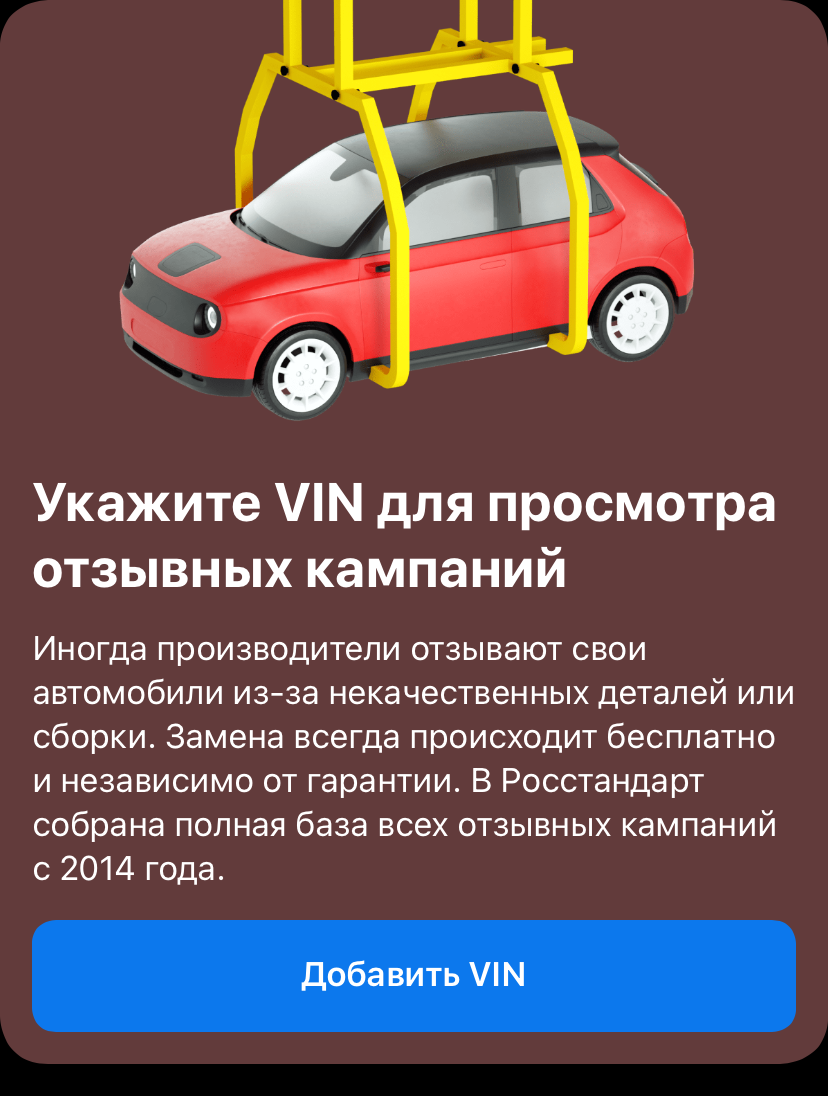 Укажите VIN для просмотра
отзывных кампаний
Иногда производители отзывают свои
автомобили из-за некачественных деталей или
сборки. Замена всегда происходит бесплатно
и независимо от гарантии. В Росстандарт
собрана полная база всех отзывных кампаний
с 2014 года.
Добавить VIN